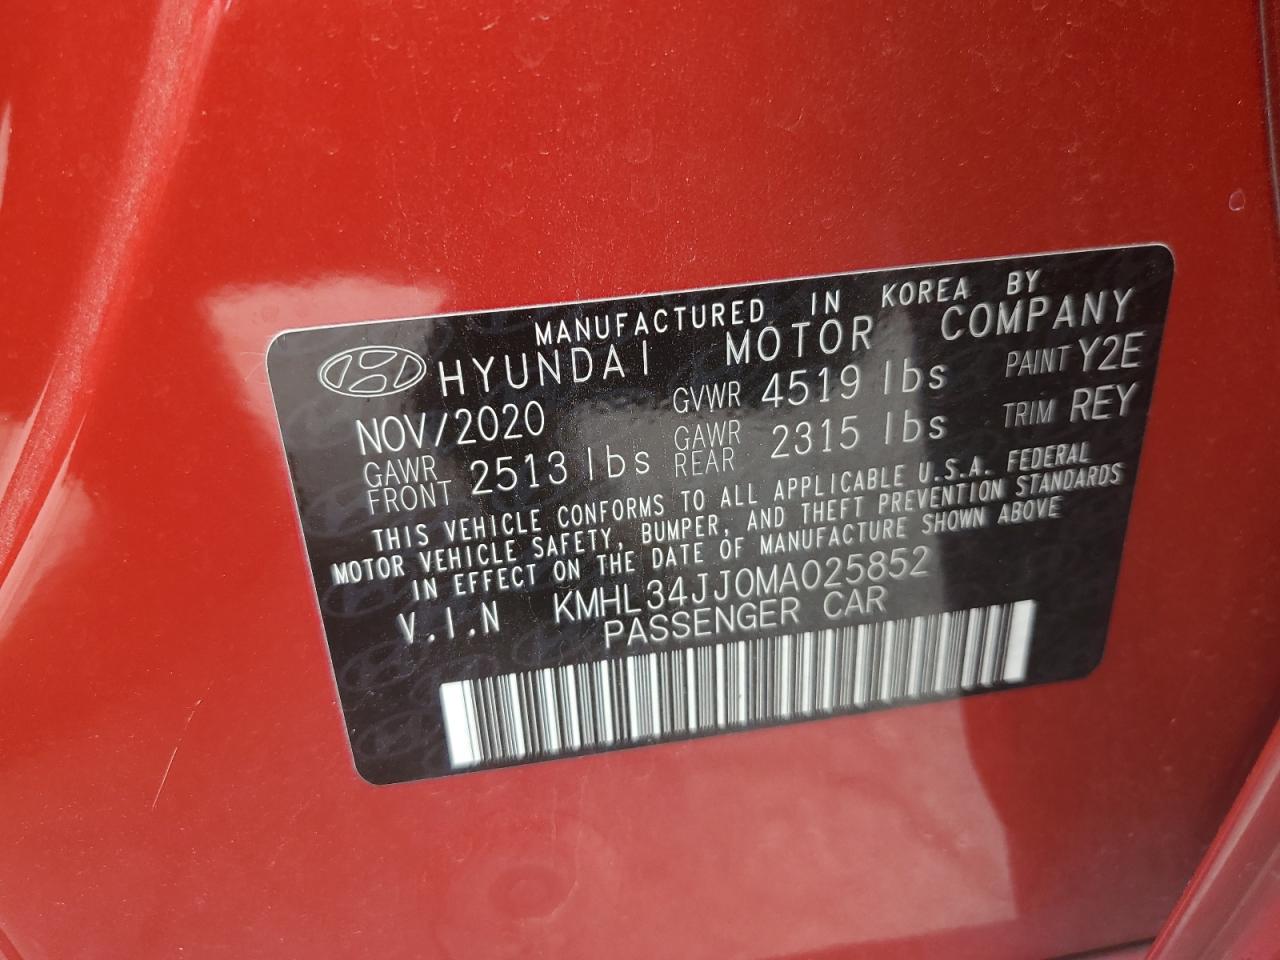 MANUFACTURED IN KOREA BY
HYUNDAI MOTOR COMPANY
NOV/2020 GVWR 4519 lbs PAINT Y2E
GAWR FRONT 2513 lbs GAWR REAR 2315 lbs TRIM REY
THIS VEHICLE CONFORMS TO ALL APPLICABLE U.S.A. FEDERAL
MOTOR VEHICLE SAFETY, BUMPER, AND THEFT PREVENTION STANDARDS
IN EFFECT ON THE DATE OF MANUFACTURE SHOWN ABOVE
V.I.N KMHL34JJ0MA025852
PASSENGER CAR